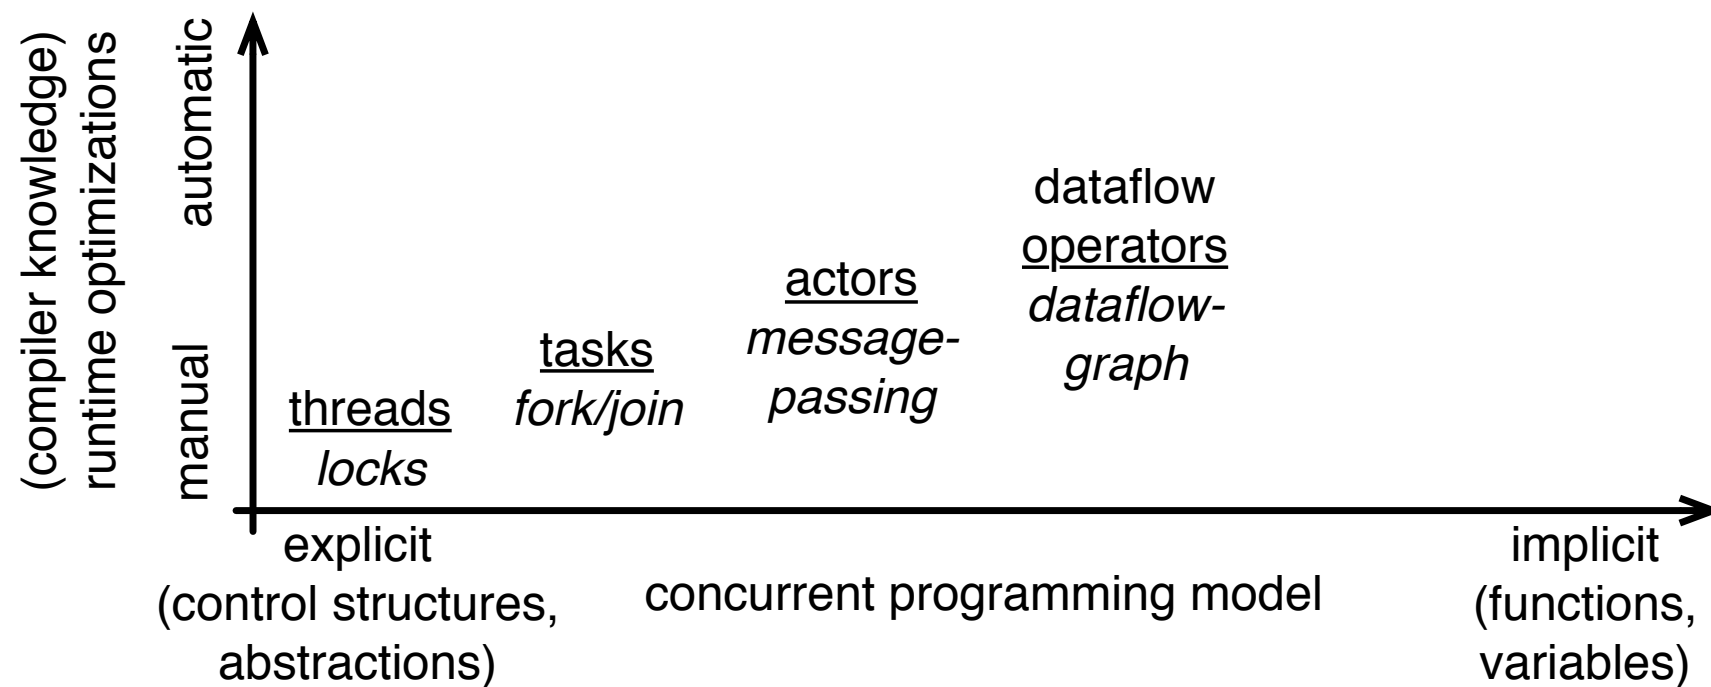 (compiler knowledge)
runtime optimizations
automatic
manual
threads
locks
tasks
fork/join
actors
message-
passing
dataflow
operators
dataflow-
graph
explicit
(control structures,
abstractions)
concurrent programming model
implicit
(functions,
variables)